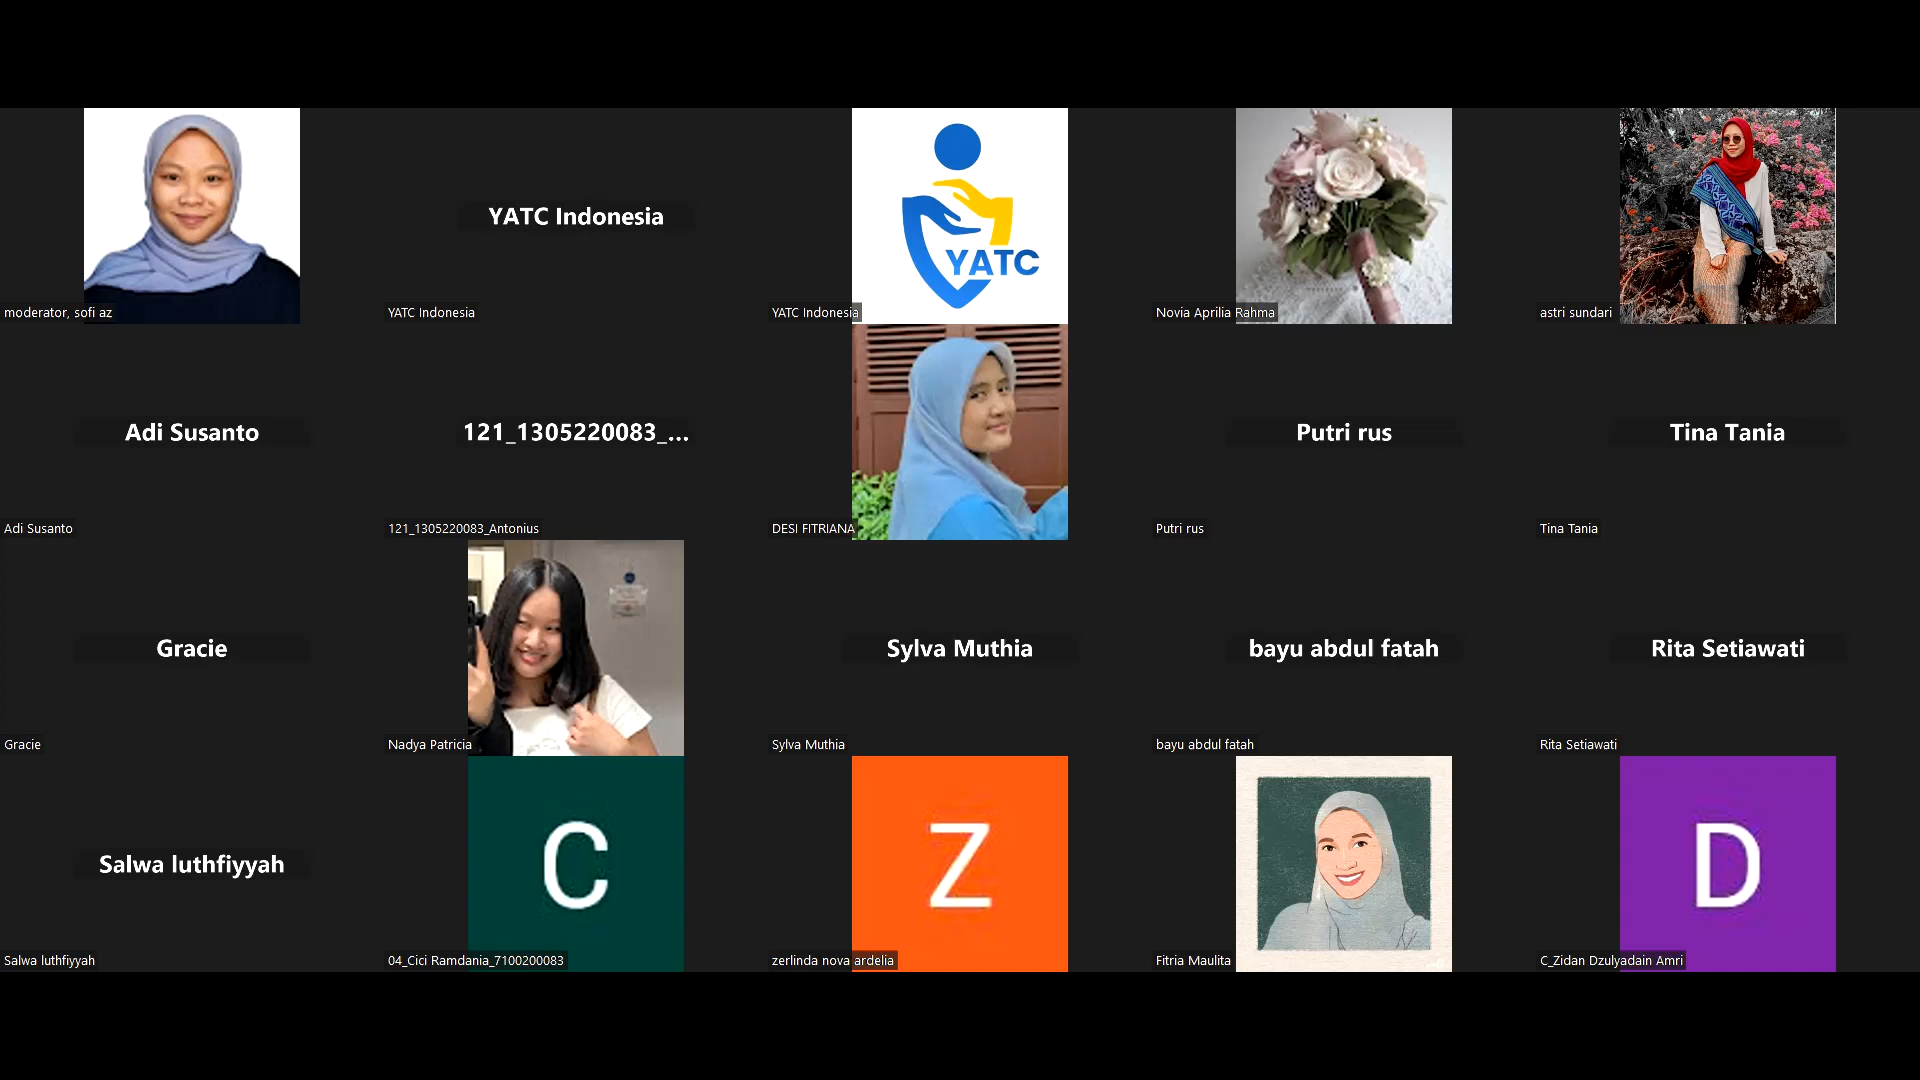 moderator, sofi az
YATC Indonesia
YATC Indonesia
YATC
YATC Indonesia
Novia Aprilia Rahma
astri sundari
Adi Susanto
Adi Susanto
121_1305220083_...
121_1305220083_Antonius
DESI FITRIANA
Putri rus
Putri rus
Tina Tania
Tina Tania
Gracie
Gracie
Nadya Patricia
Sylva Muthia
Sylva Muthia
bayu abdul fatah
bayu abdul fatah
Rita Setiawati
Rita Setiawati
Salwa luthfiyyah
Salwa luthfiyyah
C
04_Cici Ramdania_7100200083
Z
zerlinda nova ardelia
Fitria Maulita
D
C_Zidan Dzulyadain Amri